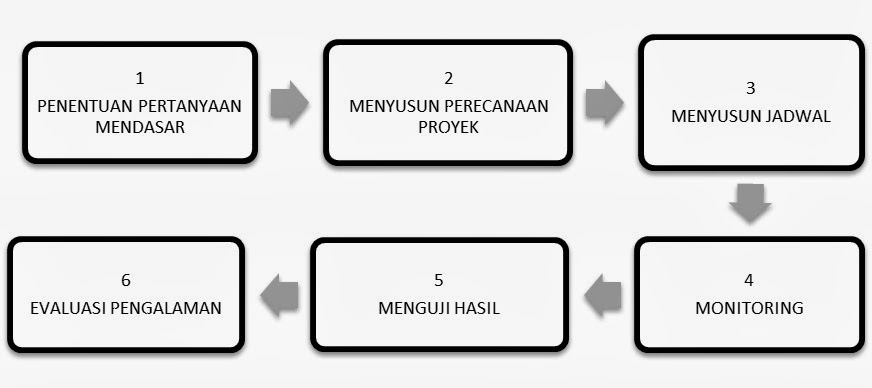 1
PENENTUAN PERTANYAAN
MENDASAR
2
MENYUSUN PERECANAAN
PROYEK
3
MENYUSUN JADWAL
4
MONITORING
5
MENGUJI HASIL
6
EVALUASI PENGALAMAN